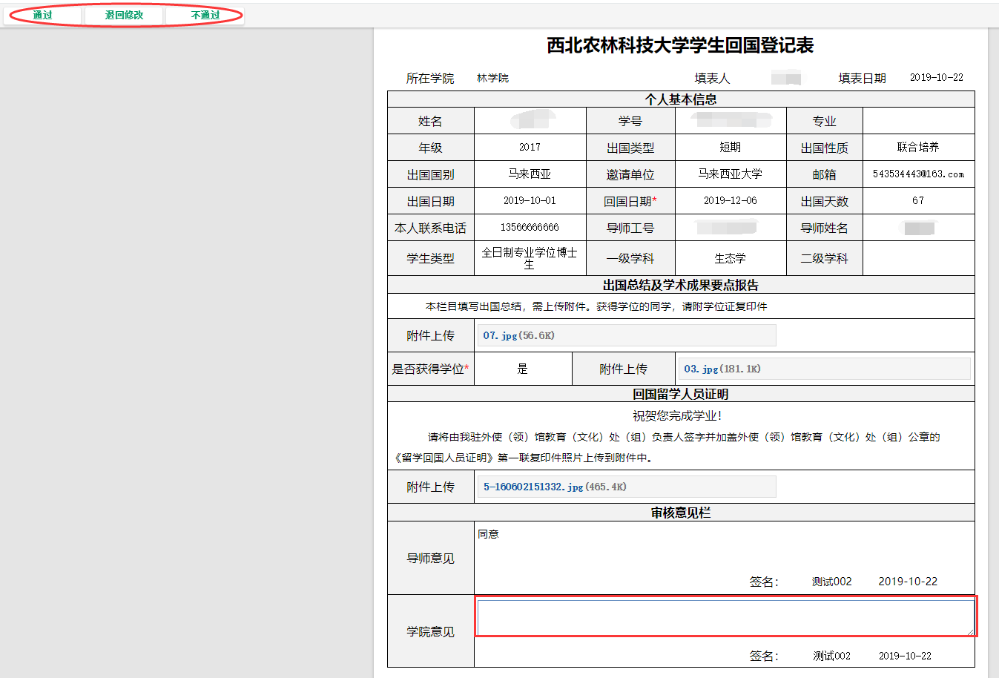 通过 退回修改 不通过
西北农林科技大学学生回国登记表
所在学院 林学院 填表人 填表日期 2019-10-22
个人基本信息
姓名 学号 专业
年级 2017 出国类型 短期 出国性质 联合培养
出国国别 马来西亚 邀请单位 马来西亚大学 邮箱 543534443@163.com
出国日期 2019-10-01 回国日期* 2019-12-06 出国天数 67
本人联系电话 13566666666 导师工号 导师姓名
学生类型 全日制专业学位博士生 一级学科 生态学 二级学科
出国总结及学术成果要点报告
本栏目填写出国总结，需上传附件。获得学位的同学，请附学位证复印件
附件上传 07.jpg(56.6K)
是否获得学位* 是 附件上传 03.jpg(181.1K)
回国留学人员证明
祝贺您完成学业！
请将由我驻外使（领）馆教育（文化）处（组）负责人签字并加盖外使（领）馆教育（文化）处（组）公章的
《留学回国人员证明》第一联复印件照片上传到附件中。
附件上传 5-160602151332.jpg(465.4K)
审核意见栏
导师意见 同意
签名： 测试002 2019-10-22
学院意见
签名： 测试002 2019-10-22